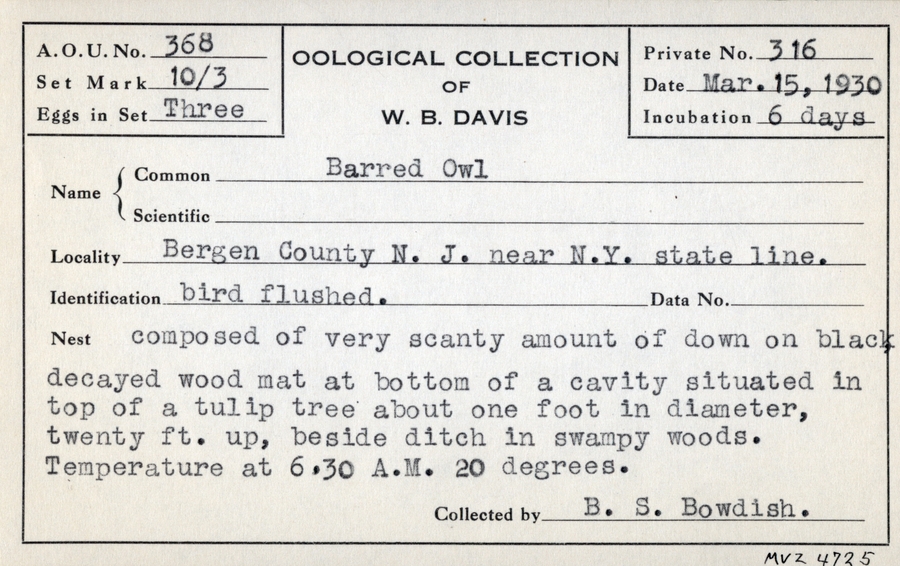 A.O.U. No. 368
Set Mark 10/3
Eggs in Set Three
OOLOGICAL COLLECTION
OF
W. B. DAVIS
Private No. 316
Date Mar. 15, 1930
Incubation 6 days
Name { Common Barred Owl
Scientific
Locality Bergen County N. J. near N.Y. state line.
Identification bird flushed. Data No.
Nest composed of very scanty amount of down on black,
decayed wood mat at bottom of a cavity situated in
top of a tulip tree about one foot in diameter,
twenty ft. up, beside ditch in swampy woods.
Temperature at 6.30 A.M. 20 degrees.
Collected by B. S. Bowdish.
MVZ 4725